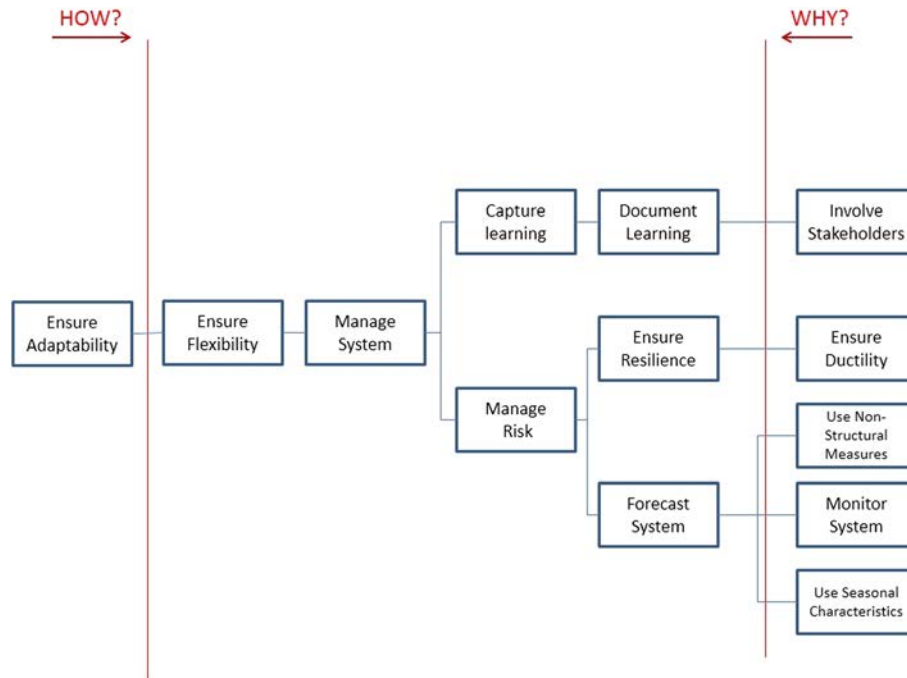 HOW?
WHY?
Capture
learning
Document
Learning
Involve
Stakeholders
Ensure
Adaptability
Ensure
Flexibility
Manage
System
Ensure
Resilience
Ensure
Ductility
Manage
Risk
Use Non-
Structural
Measures
Forecast
System
Monitor
System
Use Seasonal
Characteristics